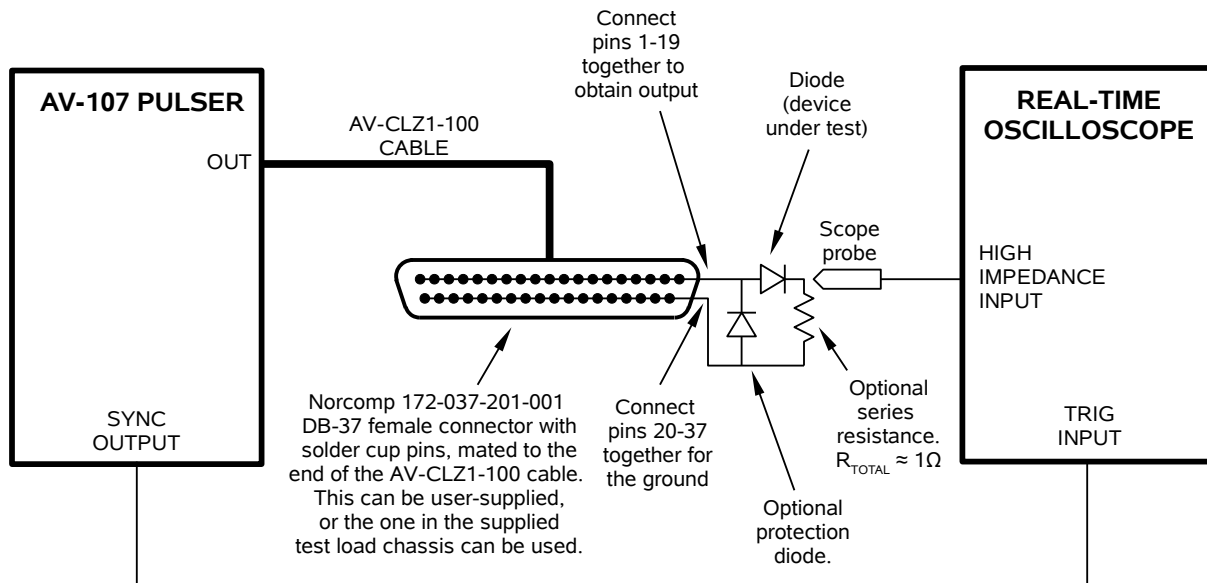 AV-107 PULSER
OUT
SYNC
OUTPUT
AV-CLZ1-100
CABLE
Connect
pins 1-19
together to
obtain output
Diode
(device
under test)
Scope
probe
REAL-TIME
OSCILLOSCOPE
HIGH
IMPEDANCE
INPUT
TRIG
INPUT
Norcomp 172-037-201-001
DB-37 female connector with
solder cup pins, mated to the
end of the AV-CLZ1-100 cable.
This can be user-supplied,
or the one in the supplied
test load chassis can be used.
Connect
pins 20-37
together for
the ground
Optional
protection
diode.
Optional
series
resistance.
R_TOTAL ≈ 1Ω